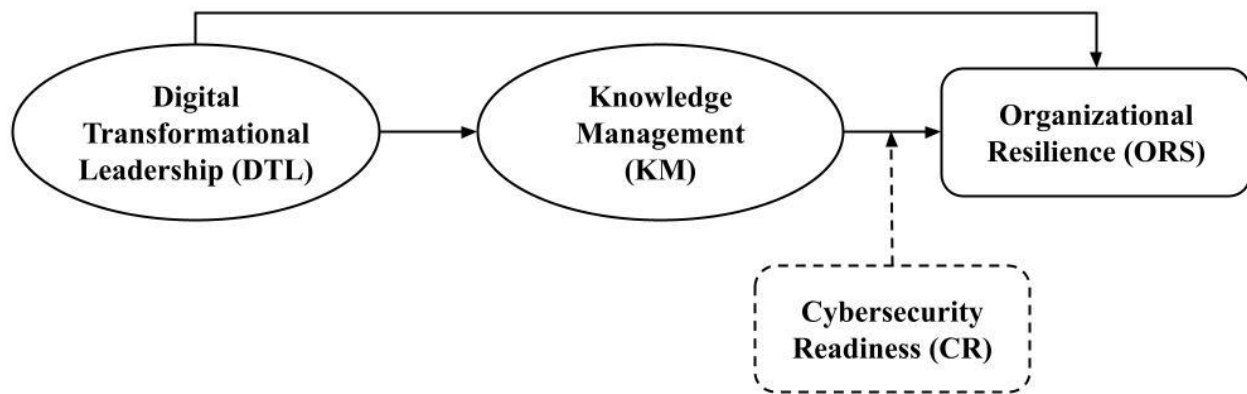 Digital
Transformational
Leadership (DTL)
Knowledge
Management
(KM)
Organizational
Resilience (ORS)
Cybersecurity
Readiness (CR)